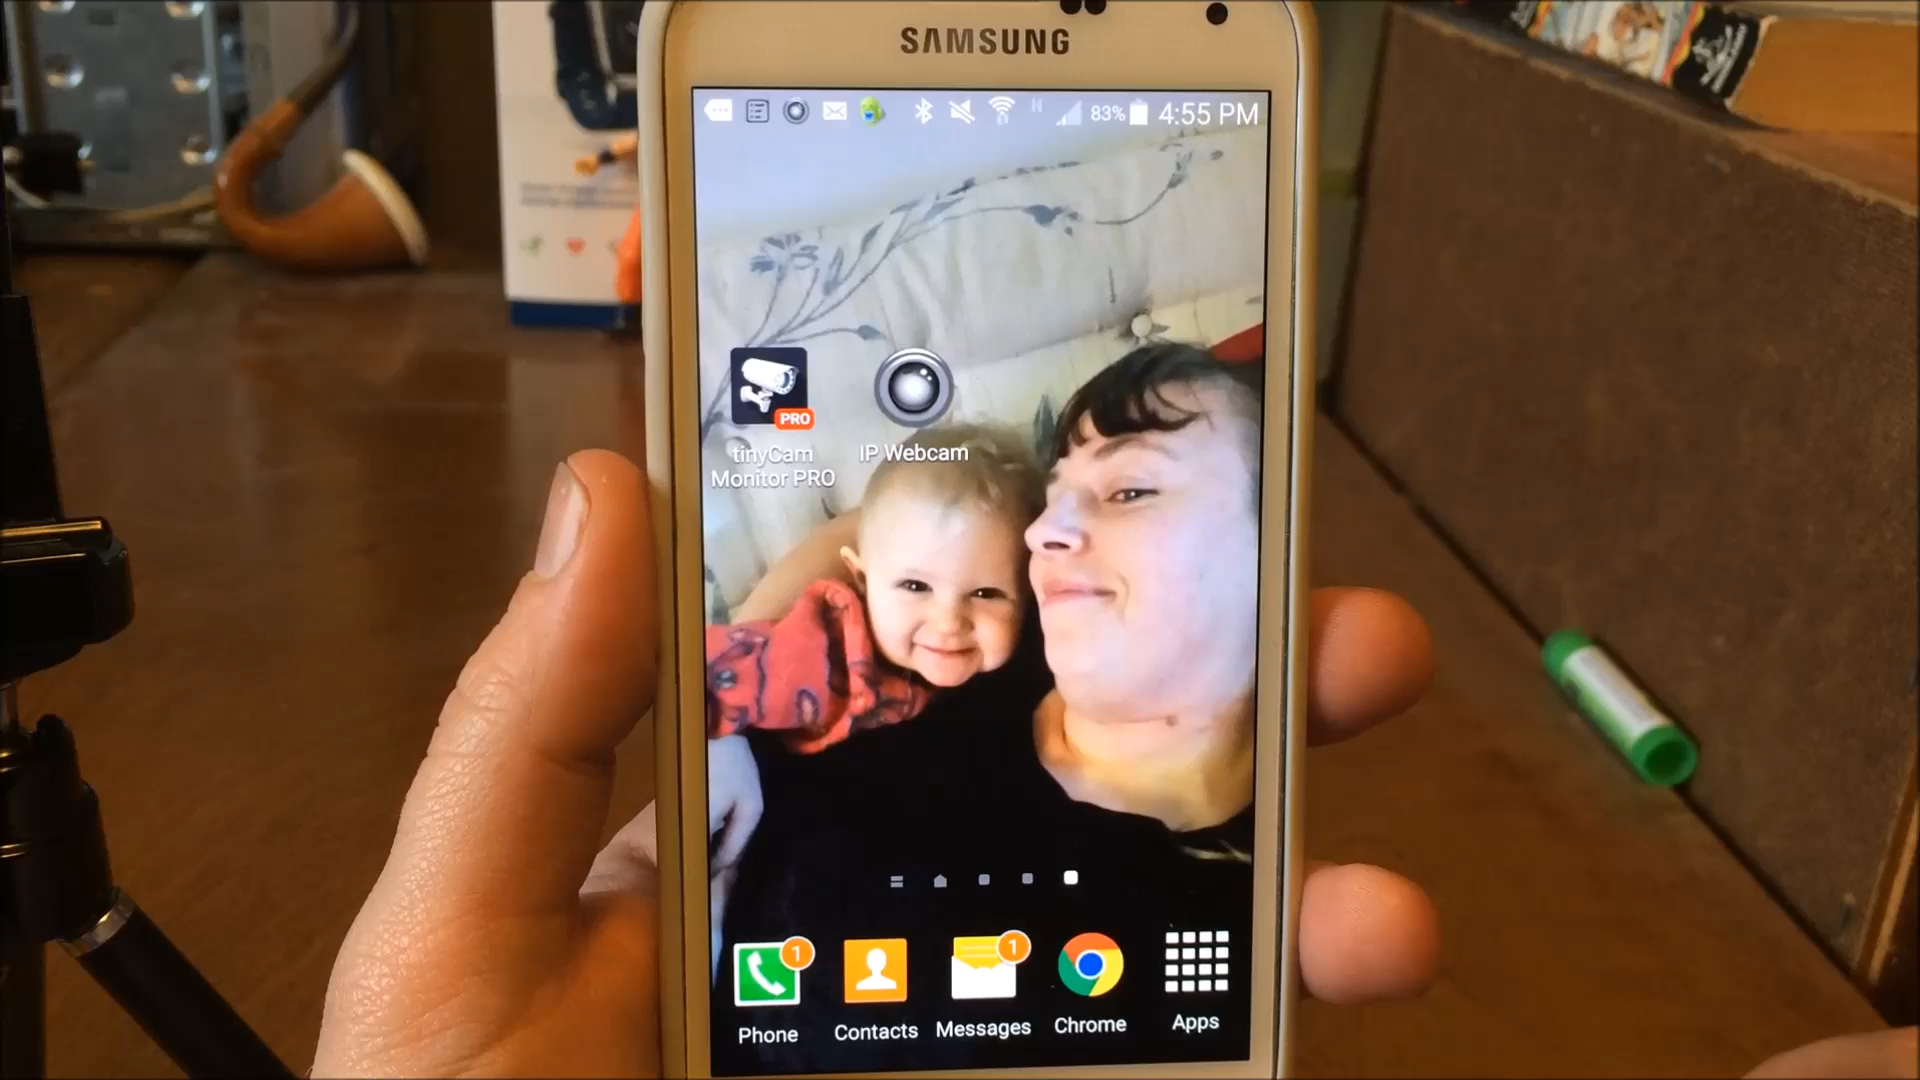 SAMSUNG
H 83% 4:55 PM
PRO
tinyCam
Monitor PRO
IP Webcam
1
1
Phone
Contacts
Messages
Chrome
Apps